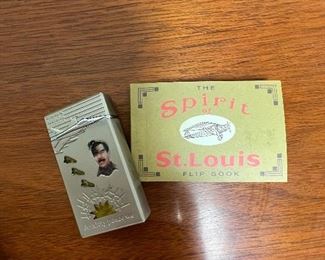 THE
Spirit
of
St. Louis
FLIP BOOK